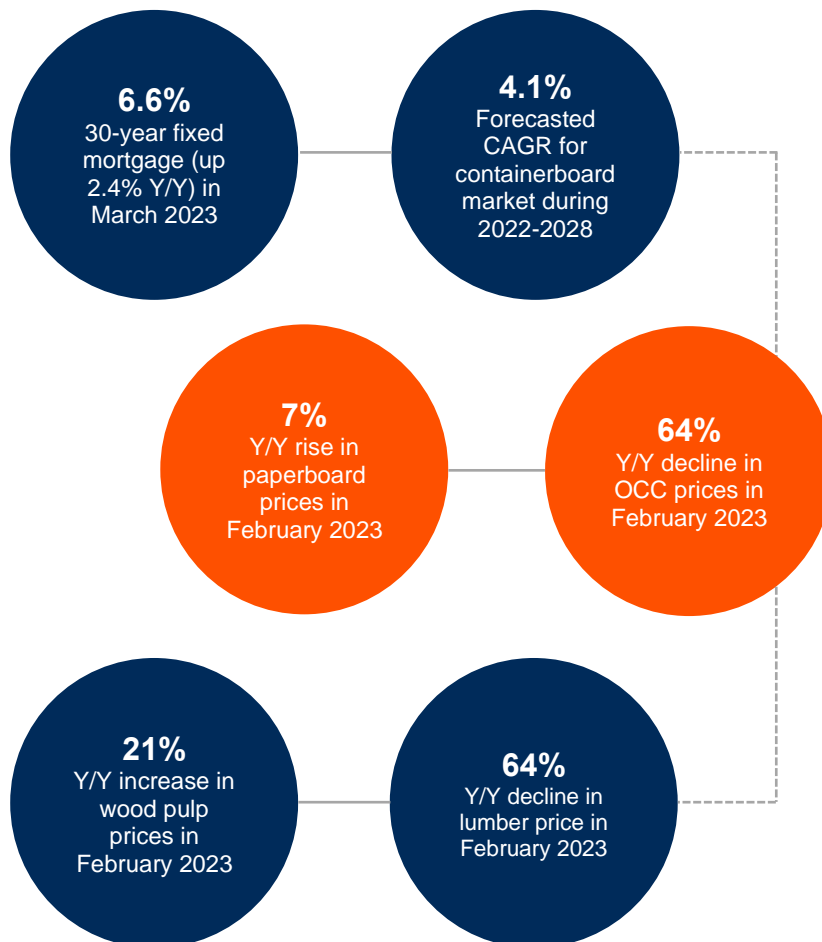 6.6%
30-year fixed
mortgage (up
2.4% Y/Y) in
March 2023
4.1%
Forecasted
CAGR for
containerboard
market during
2022-2028
7%
Y/Y rise in
paperboard
prices in
February 2023
64%
Y/Y decline in
OCC prices in
February 2023
21%
Y/Y increase in
wood pulp
prices in
February 2023
64%
Y/Y decline in
lumber price in
February 2023